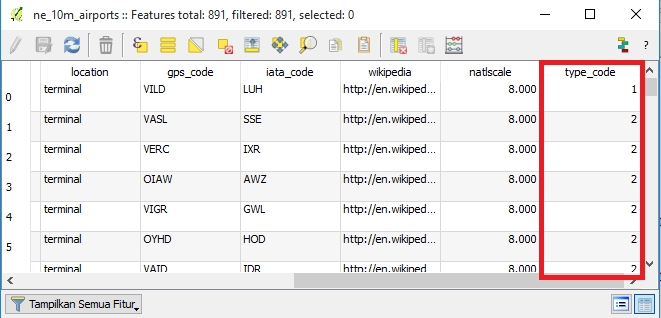 ne_10m_airports :: Features total: 891, filtered: 891, selected: 0
?
location gps_code iata_code wikipedia natlscale type_code
0 terminal VILD LUH http://en.wikiped... 8.000 1
1 terminal VASL SSE http://en.wikiped... 8.000 2
2 terminal VERC IXR http://en.wikiped... 8.000 2
3 terminal OIAW AWZ http://en.wikiped... 8.000 2
4 terminal VIGR GWL http://en.wikiped... 8.000 2
5 terminal OYHD HOD http://en.wikiped... 8.000 2
terminal VAID IDR http://en.wikiped... 8.000 2
Tampilkan Semua Fitur